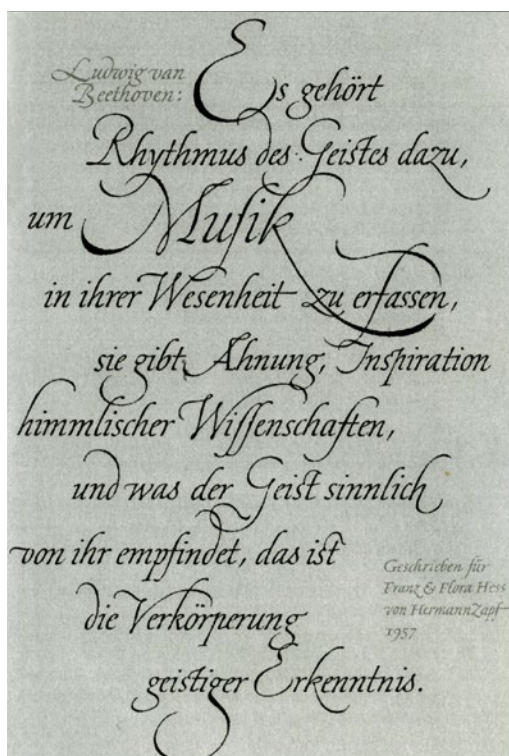 Ludwig van
Beethoven:
Es gehört
Rhythmus des Geistes dazu,
um Muſik
in ihrer Wesenheit zu erfassen,
sie gibt Ahnung, Inspiration
himmlischer Wiſſenschaften,
und was der Geist sinnlich
von ihr empfindet, das ist
die Verkörperung
geistiger Erkenntnis.
Geschrieben für
Franz & Flora Hess
von Hermann Zapf
1957